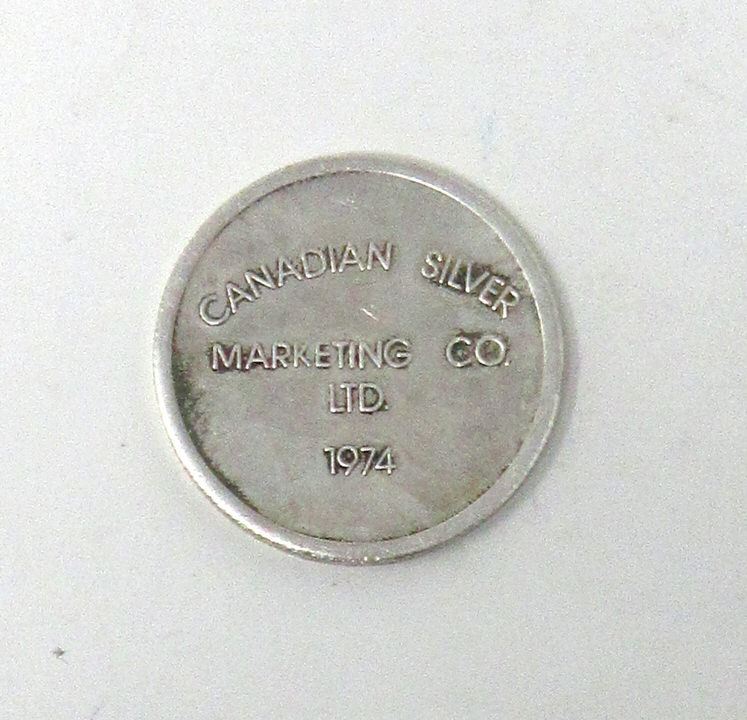 CANADIAN SILVER
MARKETING CO.
LTD.
1974